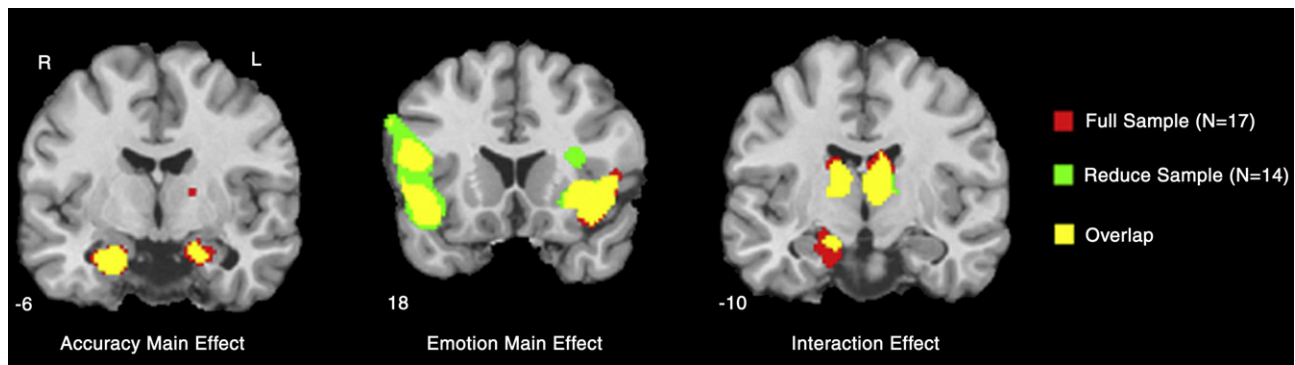 R
L
-6
Accuracy Main Effect
18
Emotion Main Effect
-10
Interaction Effect
Full Sample (N=17)
Reduce Sample (N=14)
Overlap